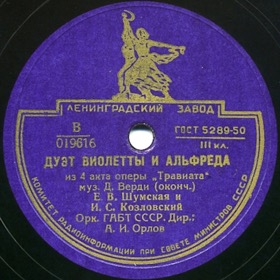 ЛЕНИНГРАДСКИЙ ЗАВОД
В
019616
ГОСТ 5289-50
III кл.
ДУЭТ ВИОЛЕТТЫ И АЛЬФРЕДА
из 4 акта оперы „Травиата"
муз. Д. Верди (оконч.)
Е. В. Шумская и
И. С. Козловский
Орк. ГАБТ СССР. Дир.:
А. И. Орлов
КОМИТЕТ РАДИОИНФОРМАЦИИ ПРИ СОВЕТЕ МИНИСТРОВ СССР